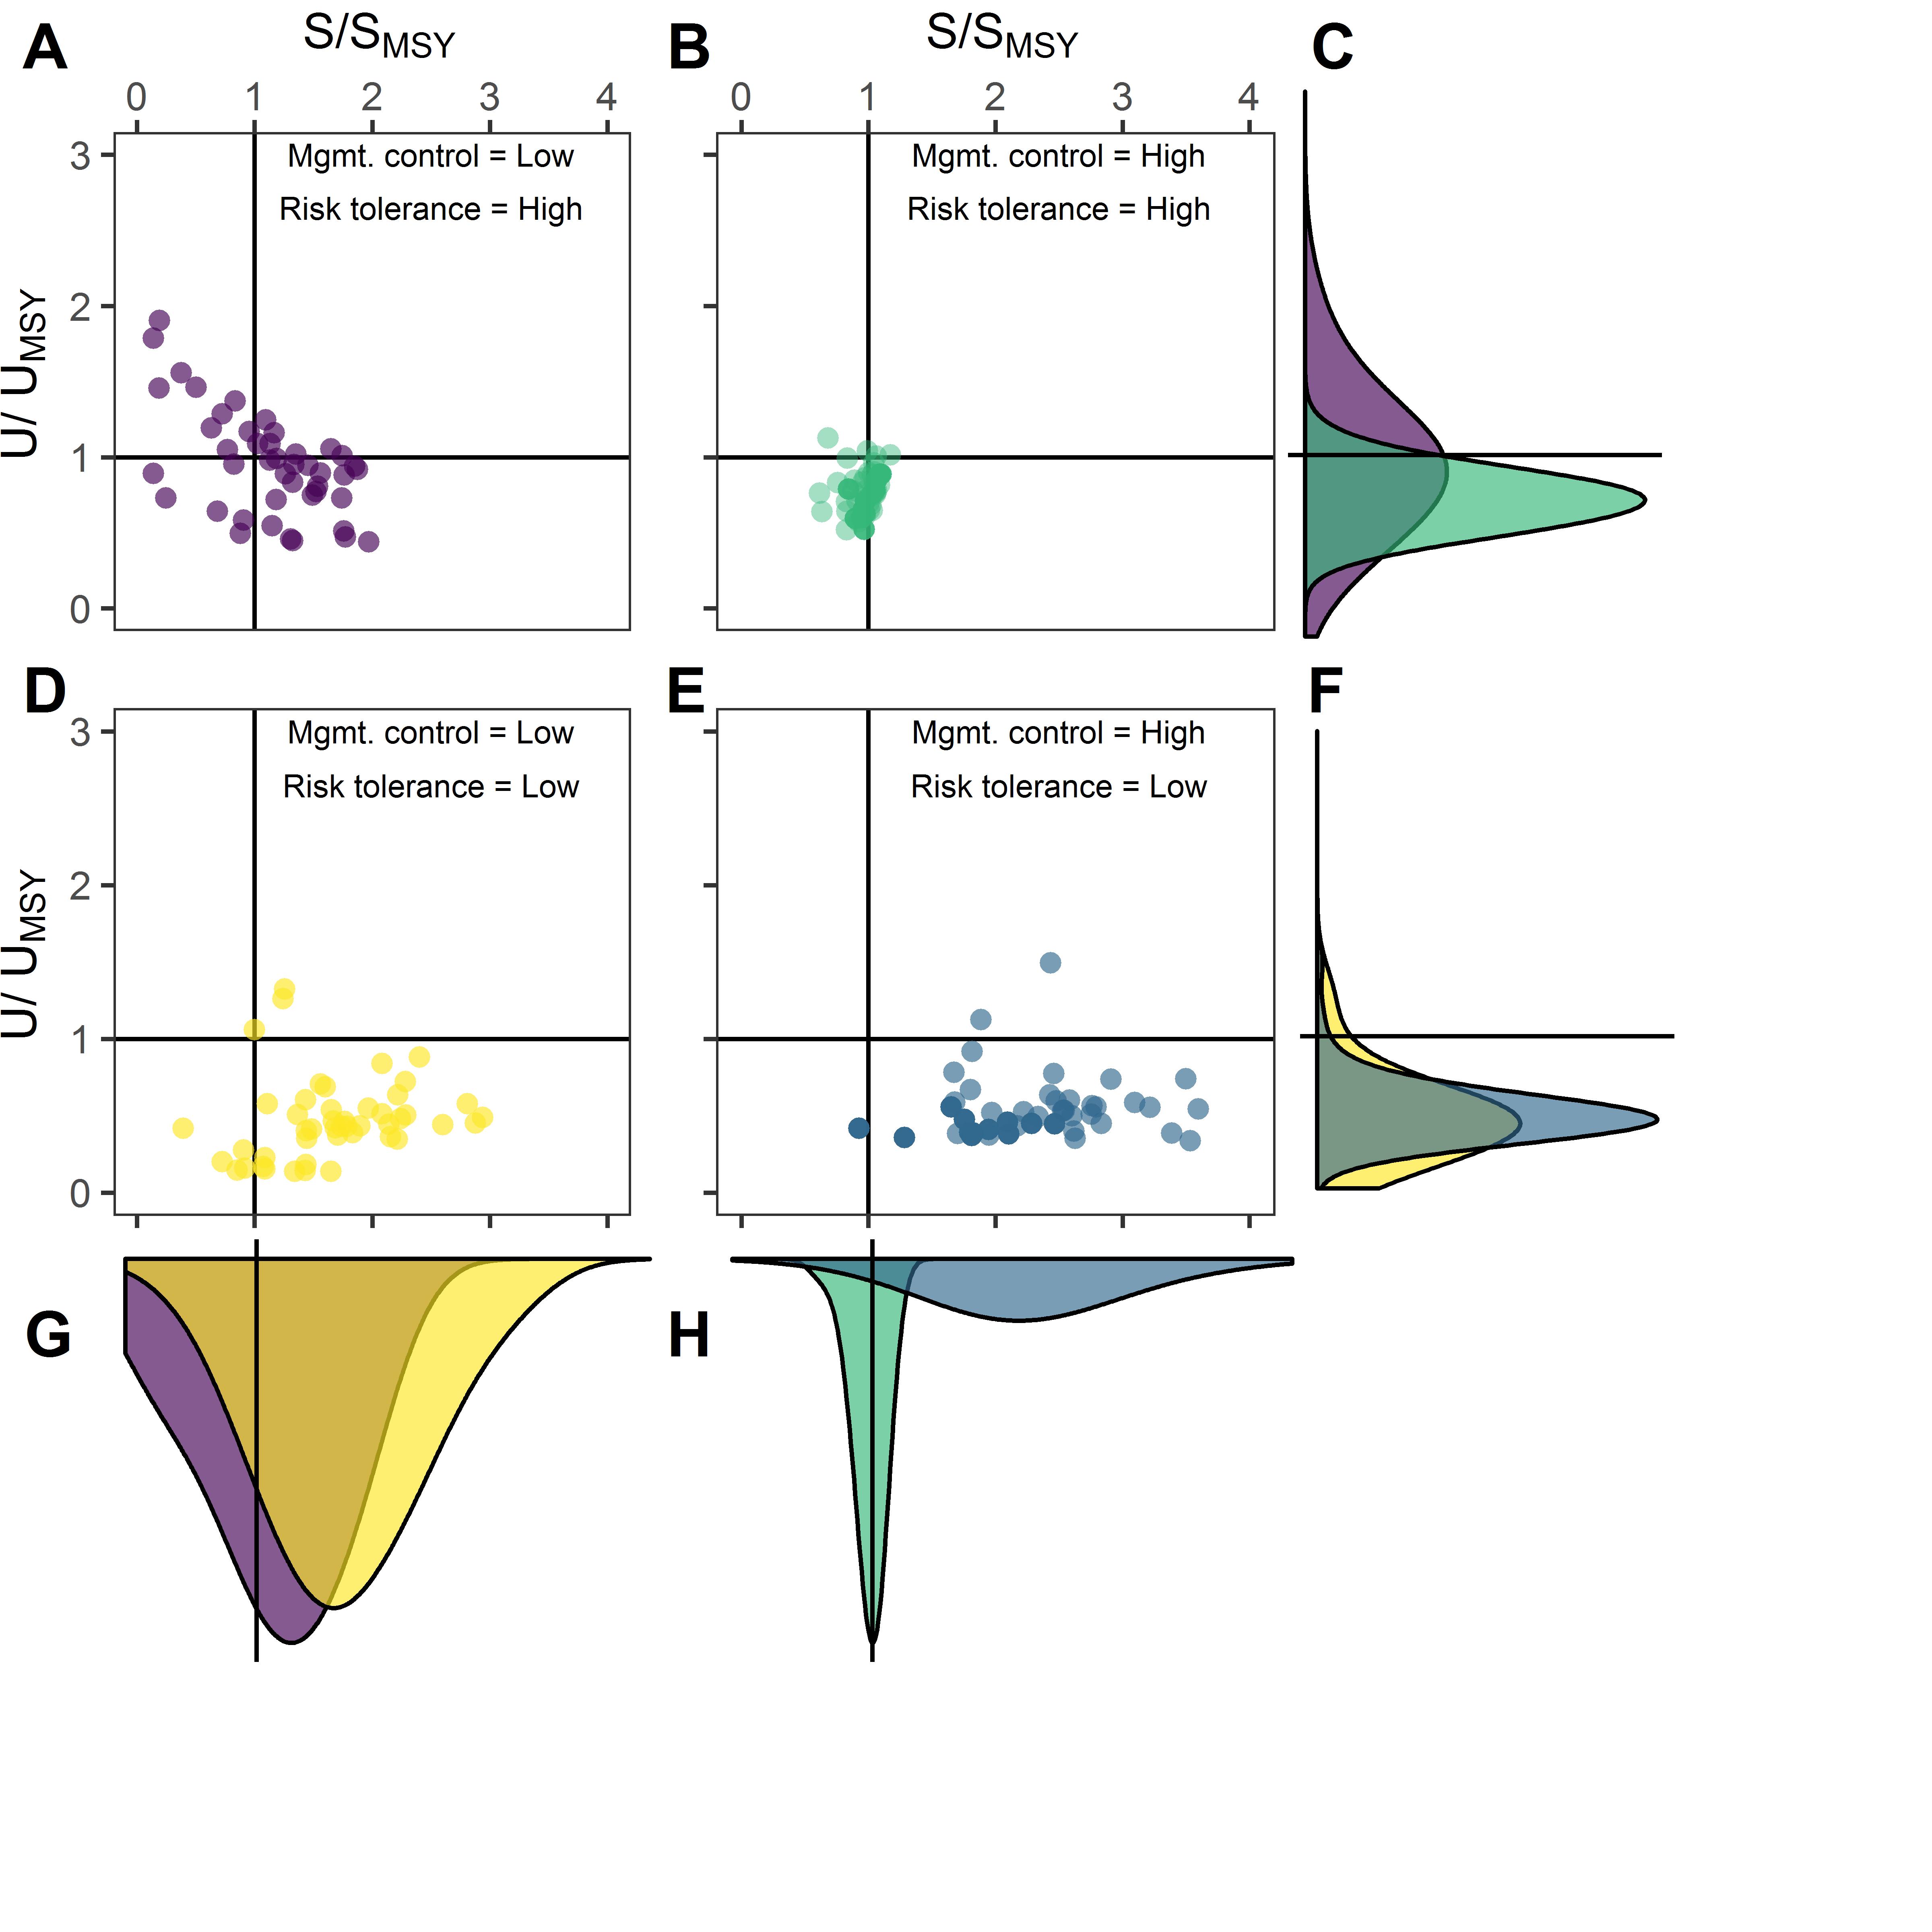 A
S/SMSY
B
S/SMSY
C
0 1 2 3 4
0 1 2 3 4
3
2
1
0
U/ UMSY
Mgmt. control = Low
Risk tolerance = High
Mgmt. control = High
Risk tolerance = High
D
E
F
3
2
1
0
U/ UMSY
Mgmt. control = Low
Risk tolerance = Low
Mgmt. control = High
Risk tolerance = Low
G
H